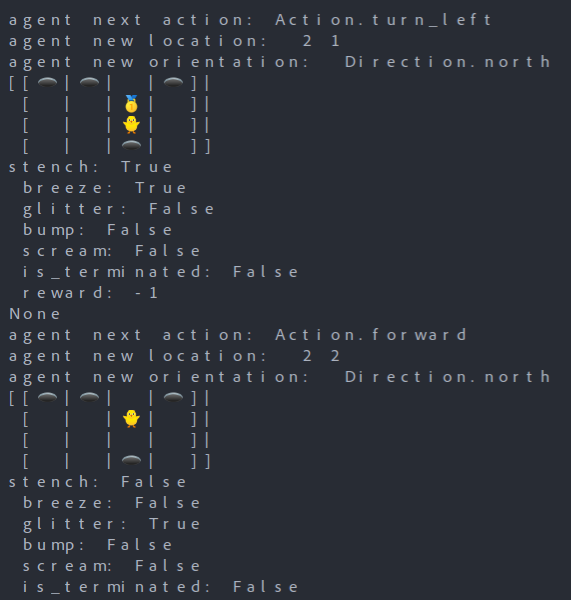 agent next action: Action.turn_left
agent new location: 2 1
agent new orientation: Direction.north
[[🕳|🕳| |🕳]|
[ | |🥇| ]|
[ | |🐥| ]|
[ | |🕳| ]]
stench: True
breeze: True
glitter: False
bump: False
scream: False
is_terminated: False
reward: -1
None
agent next action: Action.forward
agent new location: 2 2
agent new orientation: Direction.north
[[🕳|🕳| |🕳]|
[ | |🐥| ]|
[ | | | ]|
[ | |🕳| ]]
stench: False
breeze: False
glitter: True
bump: False
scream: False
is_terminated: False